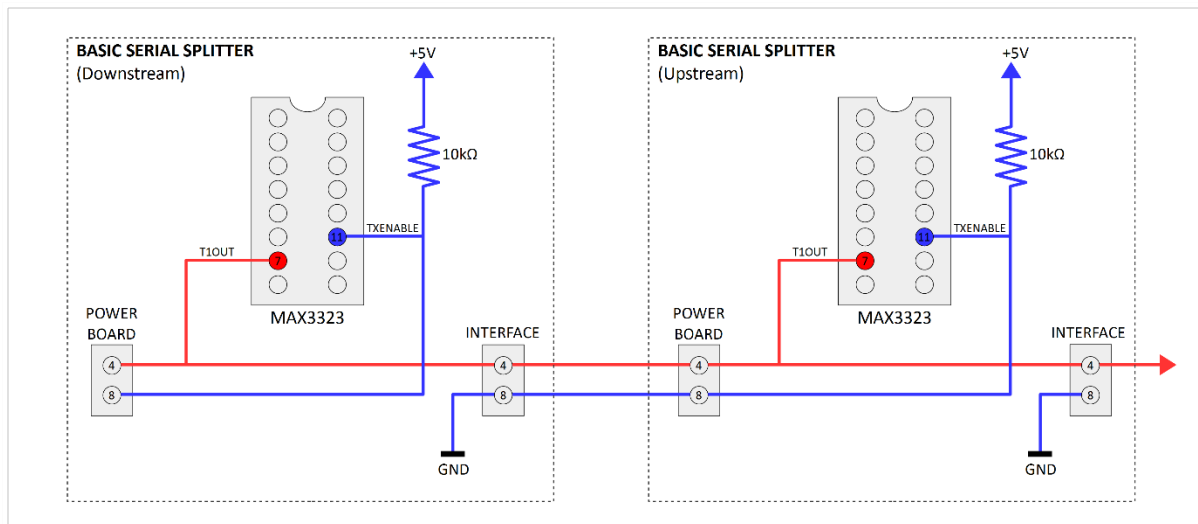 BASIC SERIAL SPLITTER
(Downstream)
+5V
10kΩ
TXENABLE
11
T1OUT
7
MAX3323
POWER
BOARD
4
8
INTERFACE
4
8
GND
BASIC SERIAL SPLITTER
(Upstream)
+5V
10kΩ
TXENABLE
11
T1OUT
7
MAX3323
POWER
BOARD
4
8
INTERFACE
4
8
GND